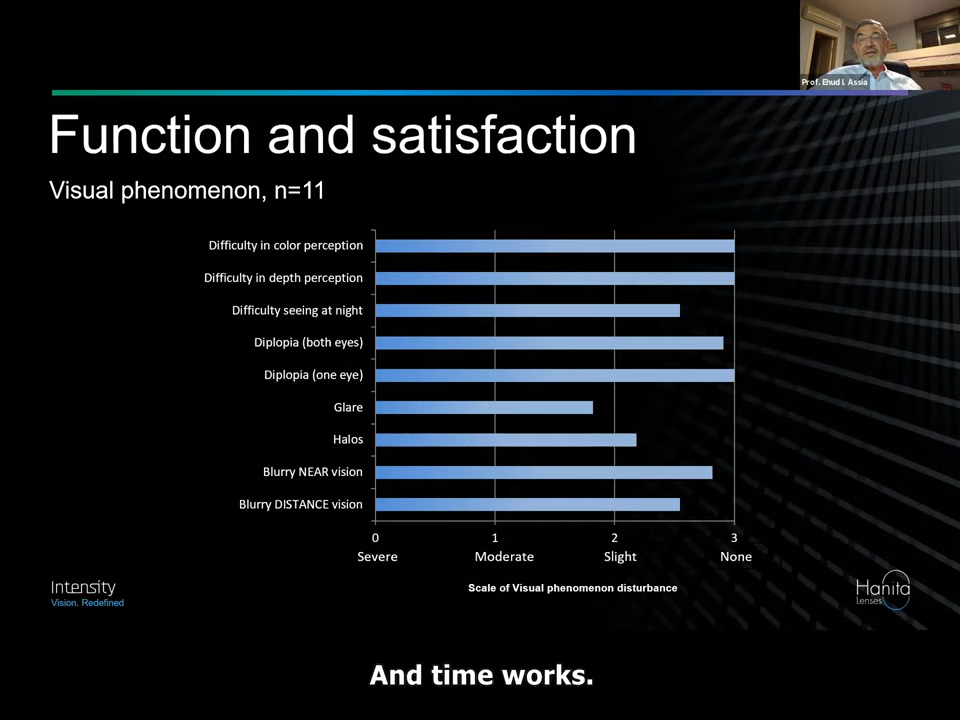 Prof. Ehud I. Assia
Function and satisfaction
Visual phenomenon, n=11
Difficulty in color perception
Difficulty in depth perception
Difficulty seeing at night
Diplopia (both eyes)
Diplopia (one eye)
Glare
Halos
Blurry NEAR vision
Blurry DISTANCE vision
0 1 2 3
Severe Moderate Slight None
Scale of Visual phenomenon disturbance
Intensity
Vision. Redefined
Hanita
Lenses
And time works.